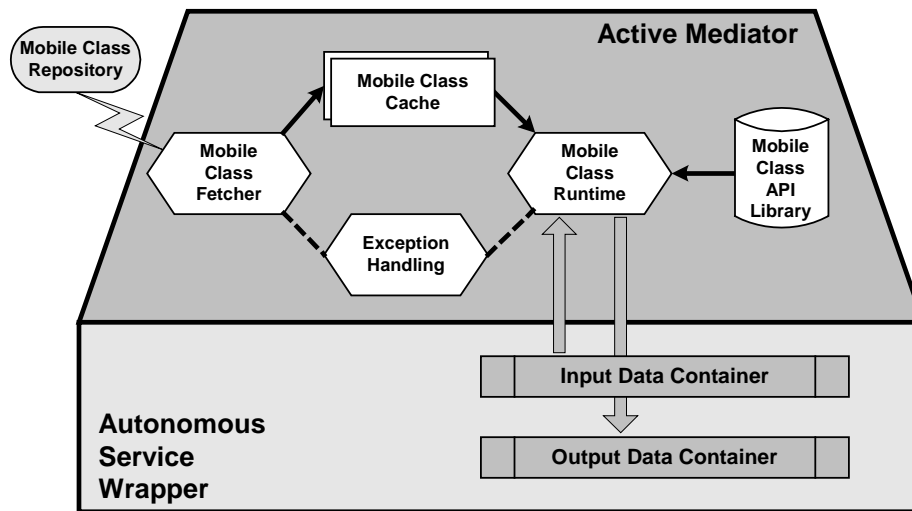 Active Mediator
Mobile Class
Repository
Mobile Class
Cache
Mobile
Class
Fetcher
Mobile
Class
Runtime
Mobile
Class
API
Library
Exception
Handling
Input Data Container
Autonomous
Service
Wrapper
Output Data Container